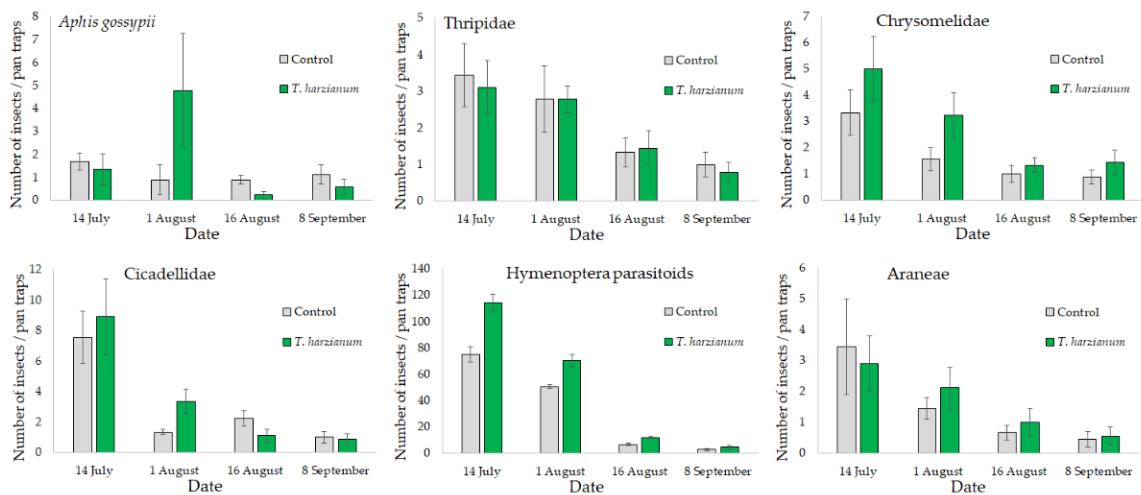 Aphis gossypii
Number of insects / pan traps
8
7
6
5
4
3
2
1
0
Control
T. harzianum
14 July 1 August 16 August 8 September
Date
Thripidae
Number of insects / pan traps
5
4
3
2
1
0
Control
T. harzianum
14 July 1 August 16 August 8 September
Date
Chrysomelidae
Number of insects / pan traps
7
6
5
4
3
2
1
0
Control
T. harzianum
14 July 1 August 16 August 8 September
Date
Cicadellidae
Number of insects / pan traps
12
10
8
6
4
2
0
Control
T. harzianum
14 July 1 August 16 August 8 September
Date
Hymenoptera parasitoids
Number of insects / pan traps
140
120
100
80
60
40
20
0
Control
T. harzianum
14 July 1 August 16 August 8 September
Date
Araneae
Number of insects / pan traps
6
5
4
3
2
1
0
Control
T. harzianum
14 July 1 August 16 August 8 September
Date